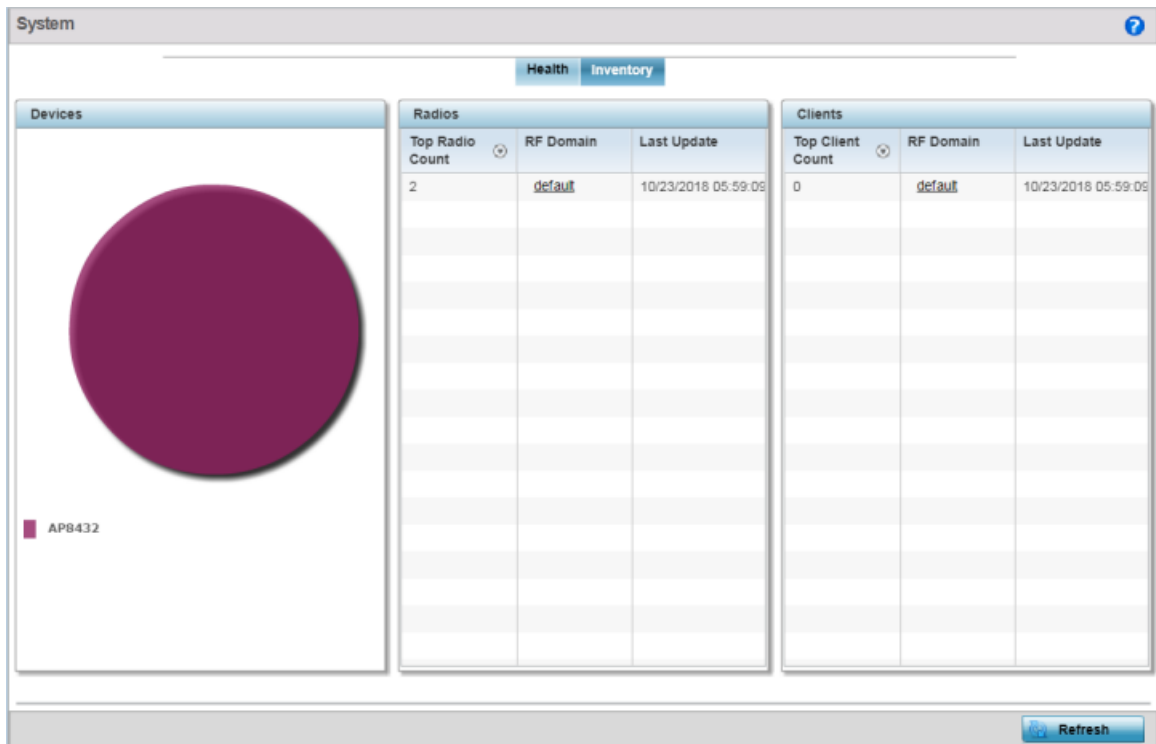 System
?
Health Inventory
Devices
AP8432
Radios
Top Radio Count RF Domain Last Update
2 default 10/23/2018 05:59:09
Clients
Top Client Count RF Domain Last Update
0 default 10/23/2018 05:59:09
Refresh